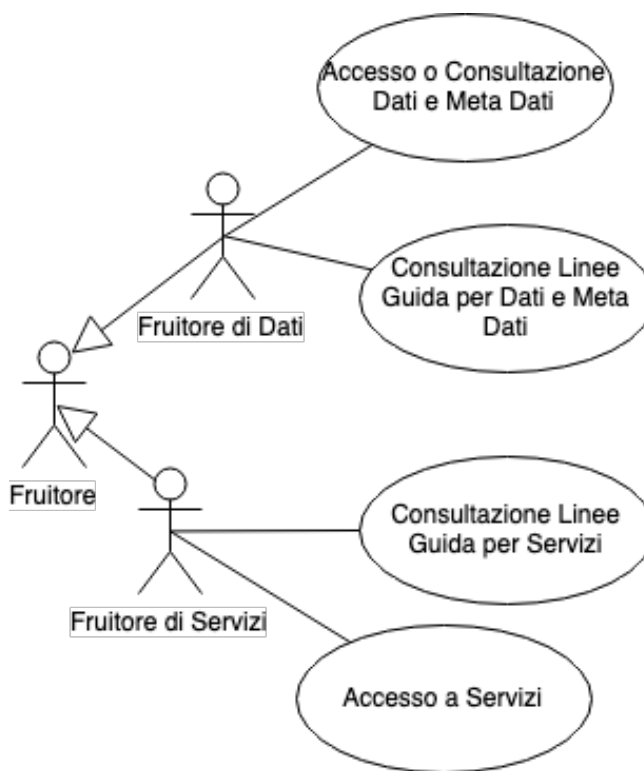 Accesso o Consultazione
Dati e Meta Dati
Consultazione Linee
Guida per Dati e Meta
Dati
Fruitore di Dati
Fruitore
Consultazione Linee
Guida per Servizi
Fruitore di Servizi
Accesso a Servizi